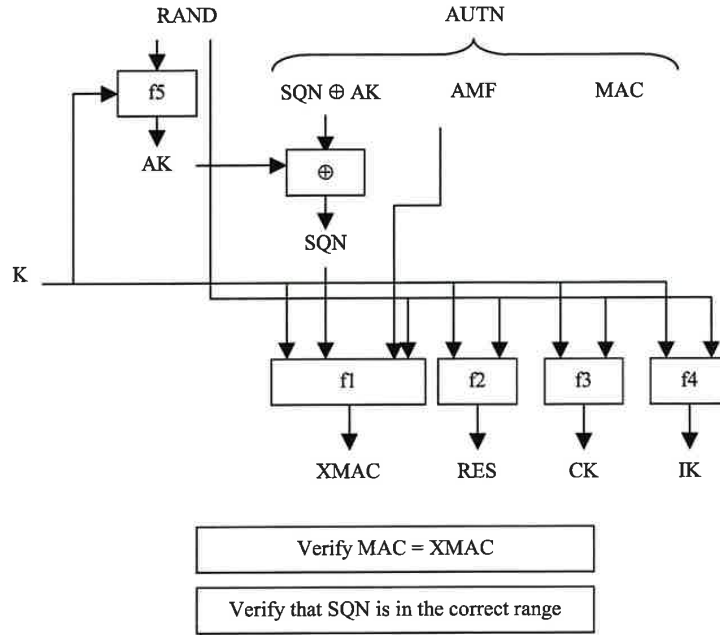 RAND
AUTN
f5
SQN ⊕ AK
AMF
MAC
AK
⊕
SQN
K
f1
f2
f3
f4
XMAC
RES
CK
IK
Verify MAC = XMAC
Verify that SQN is in the correct range